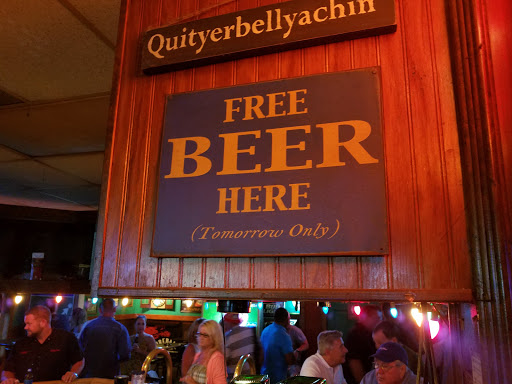 Quityerbellyachin
FREE
BEER
HERE
(Tomorrow Only)